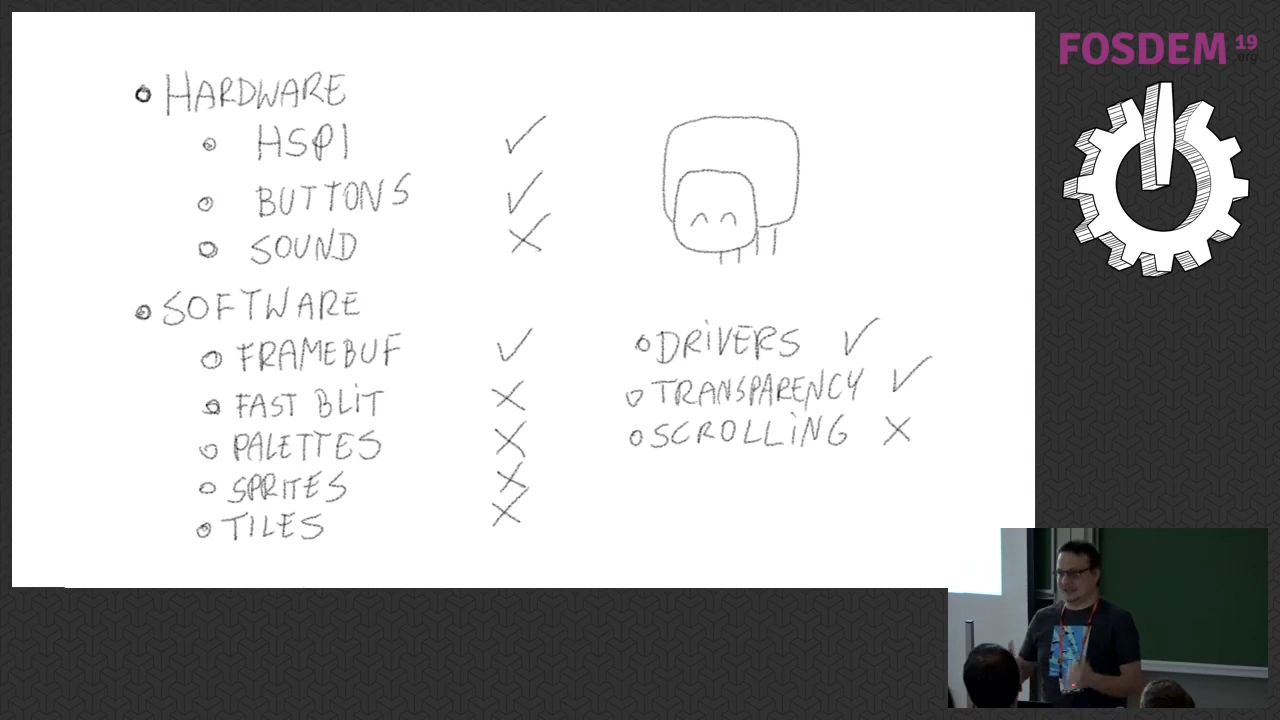 HARDWARE
HSPI
BUTTONS
SOUND
SOFTWARE
FRAMEBUF
FAST BLIT
PALETTES
SPRITES
TILES
DRiVERS
TRANSPARENCY
SCROLLiNG
FOSDEM 19
.org